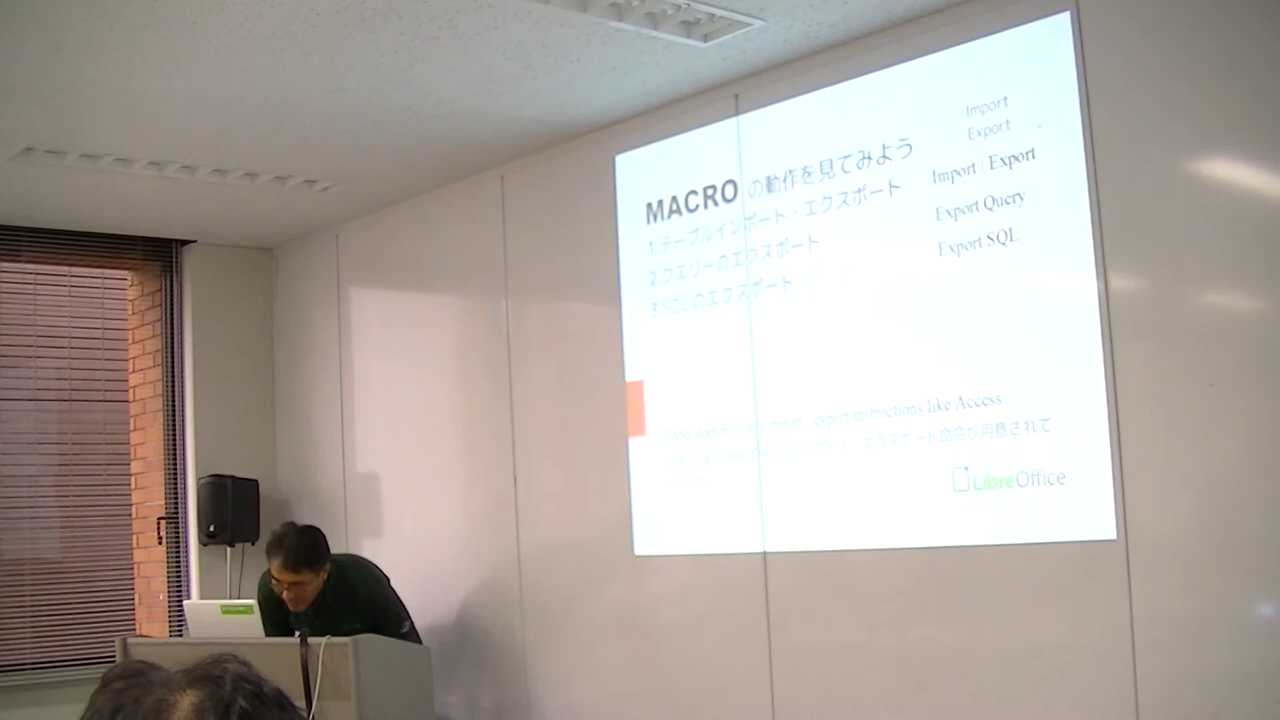 MACRO の動作を見てみよう
1.テーブルインポート・エクスポート
2.クエリーのエクスポート
3.SQLのエクスポート
Import
Export
Import / Export
Export Query
Export SQL
does not have import / export instructions like Access
エクスポート命令が用意されて
LibreOffice